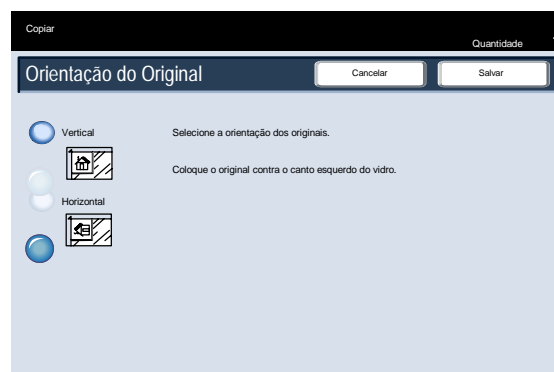 Copiar
Quantidade
Orientação do Original
Cancelar
Salvar
Vertical
Selecione a orientação dos originais.
Coloque o original contra o canto esquerdo do vidro.
Horizontal